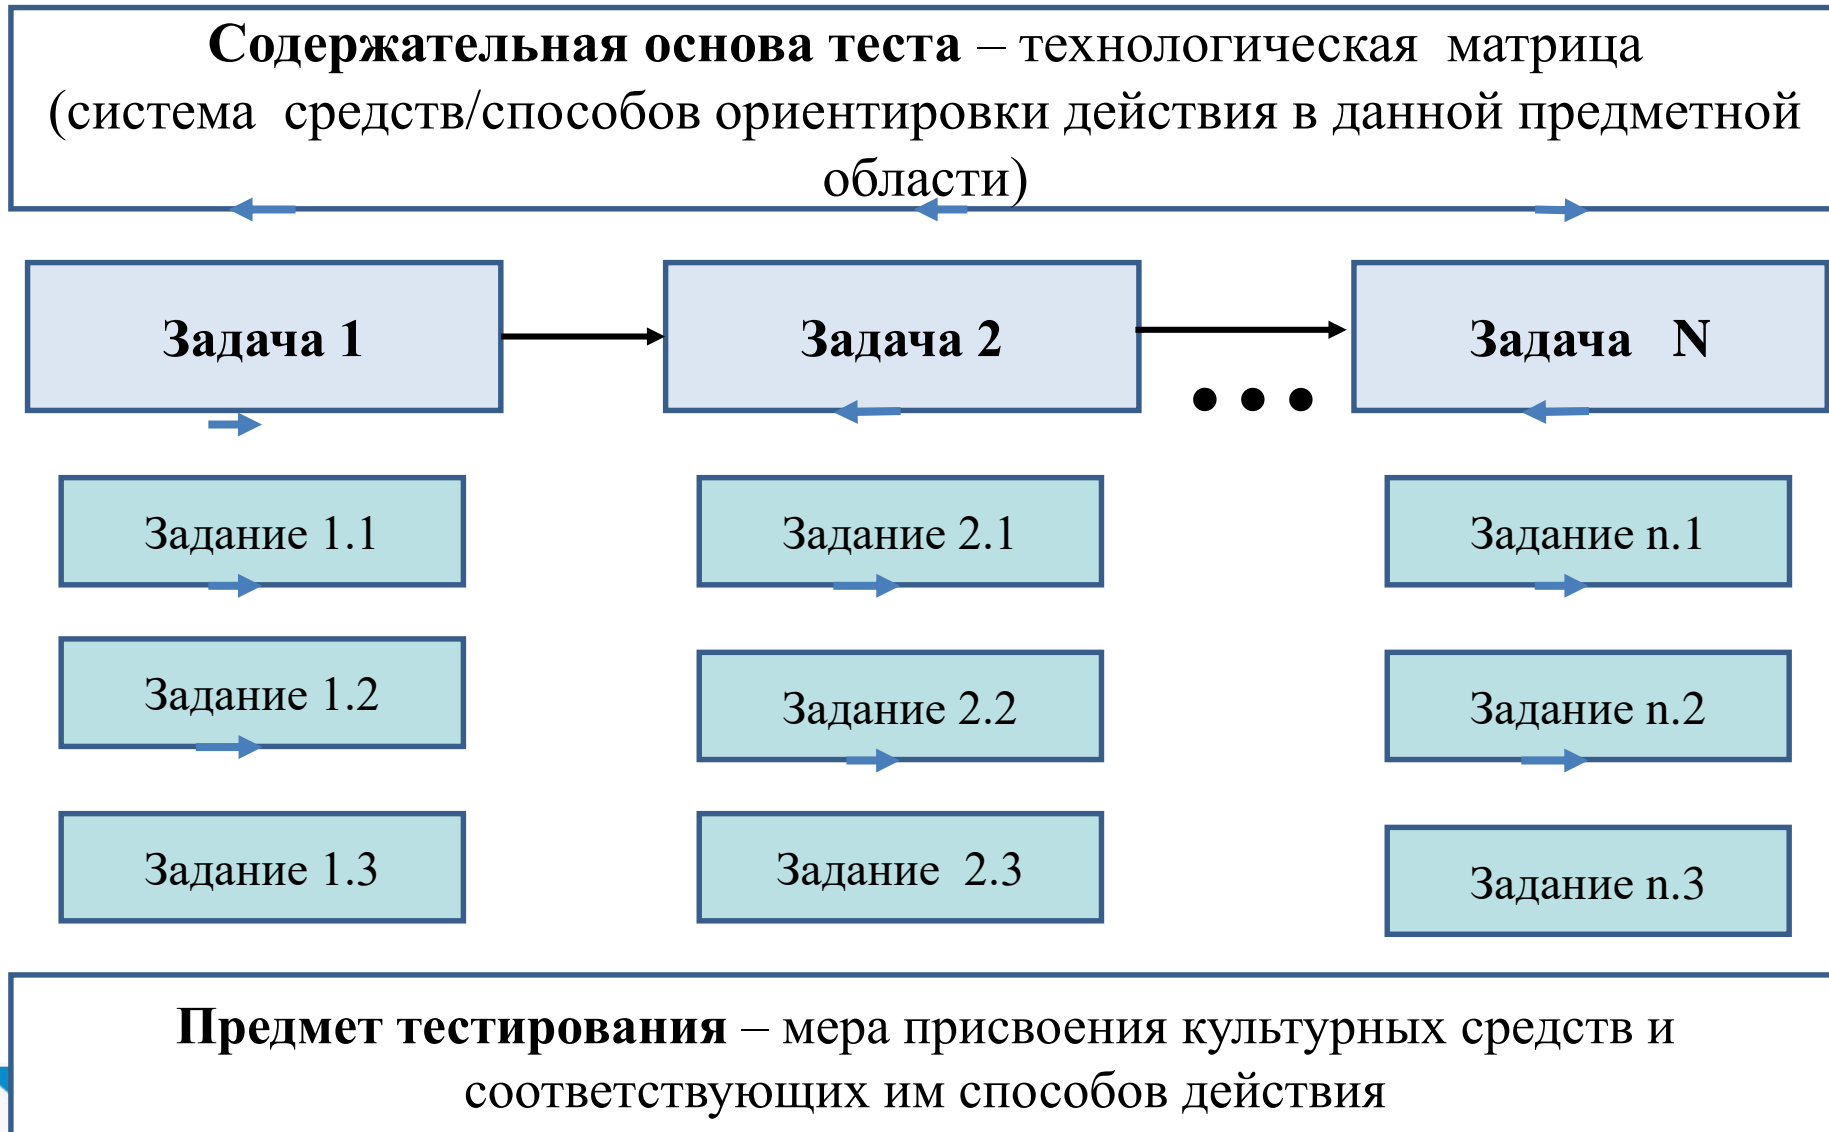 Содержательная основа теста – технологическая матрица
(система средств/способов ориентировки действия в данной предметной
области)
Задача 1
Задача 2
Задача N
Задание 1.1
Задание 2.1
Задание n.1
Задание 1.2
Задание 2.2
Задание n.2
Задание 1.3
Задание 2.3
Задание n.3
Предмет тестирования – мера присвоения культурных средств и
соответствующих им способов действия